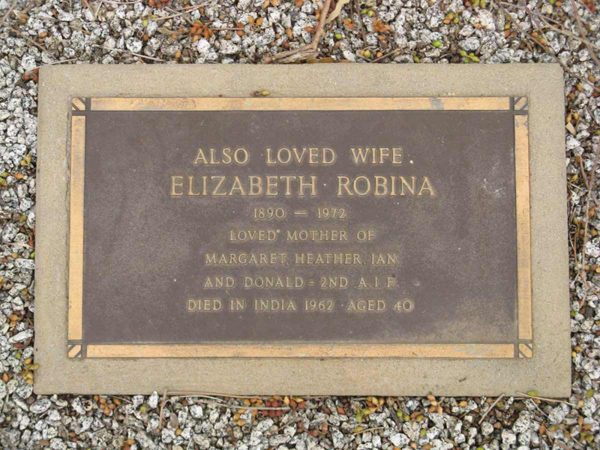 ALSO LOVED WIFE.
ELIZABETH · ROBINA
1890 — 1972
LOVED MOTHER OF
MARGARET, HEATHER JAN
AND DONALD · 2ND A.I.F.
DIED IN INDIA 1962 · AGED 40